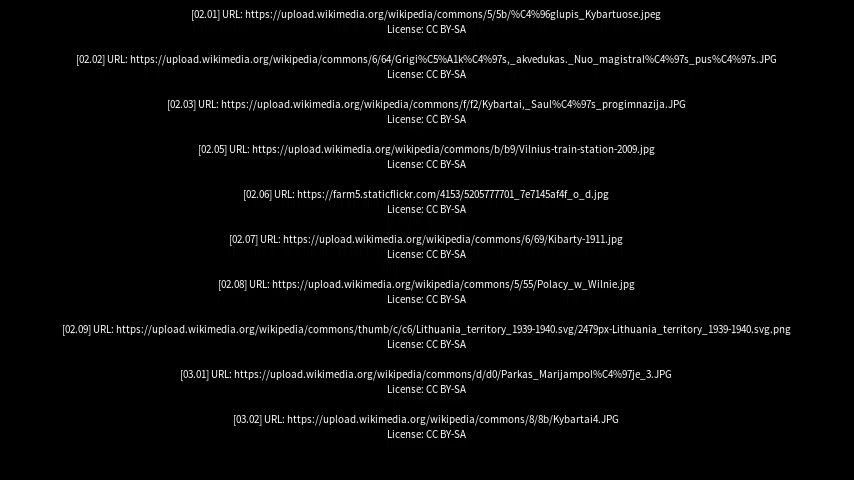 [02.01] URL: https://upload.wikimedia.org/wikipedia/commons/5/5b/%C4%96glupis_Kybartuose.jpeg
License: CC BY-SA
[02.02] URL: https://upload.wikimedia.org/wikipedia/commons/6/64/Grigi%C5%A1k%C4%97s,_akvedukas._Nuo_magistral%C4%97s_pus%C4%97s.JPG
License: CC BY-SA
[02.03] URL: https://upload.wikimedia.org/wikipedia/commons/f/f2/Kybartai,_Saul%C4%97s_progimnazija.JPG
License: CC BY-SA
[02.05] URL: https://upload.wikimedia.org/wikipedia/commons/b/b9/Vilnius-train-station-2009.jpg
License: CC BY-SA
[02.06] URL: https://farm5.staticflickr.com/4153/5205777701_7e7145af4f_o_d.jpg
License: CC BY-SA
[02.07] URL: https://upload.wikimedia.org/wikipedia/commons/6/69/Kibarty-1911.jpg
License: CC BY-SA
[02.08] URL: https://upload.wikimedia.org/wikipedia/commons/5/55/Polacy_w_Wilnie.jpg
License: CC BY-SA
[02.09] URL: https://upload.wikimedia.org/wikipedia/commons/thumb/c/c6/Lithuania_territory_1939-1940.svg/2479px-Lithuania_territory_1939-1940.svg.png
License: CC BY-SA
[03.01] URL: https://upload.wikimedia.org/wikipedia/commons/d/d0/Parkas_Marijampol%C4%97je_3.JPG
License: CC BY-SA
[03.02] URL: https://upload.wikimedia.org/wikipedia/commons/8/8b/Kybartai4.JPG
License: CC BY-SA